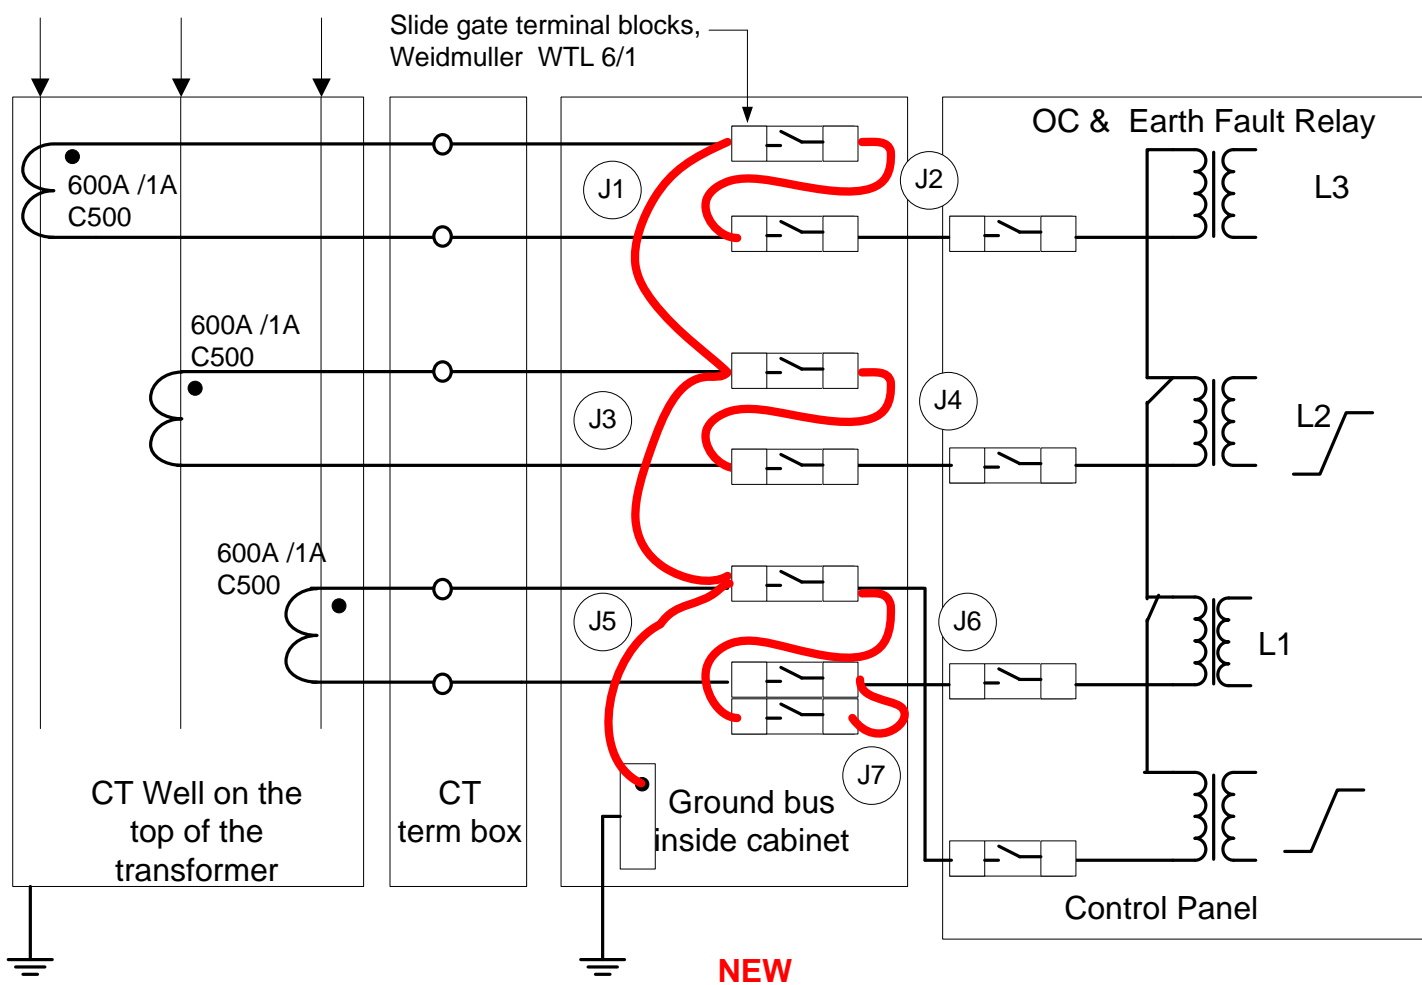 Slide gate terminal blocks,
Weidmuller WTL 6/1
OC & Earth Fault Relay
J1
J2
L3
600A /1A
C500
600A /1A
C500
J3
J4
L2
600A /1A
C500
J5
J6
L1
J7
CT Well on the
top of the
transformer
CT
term box
Ground bus
inside cabinet
Control Panel
NEW